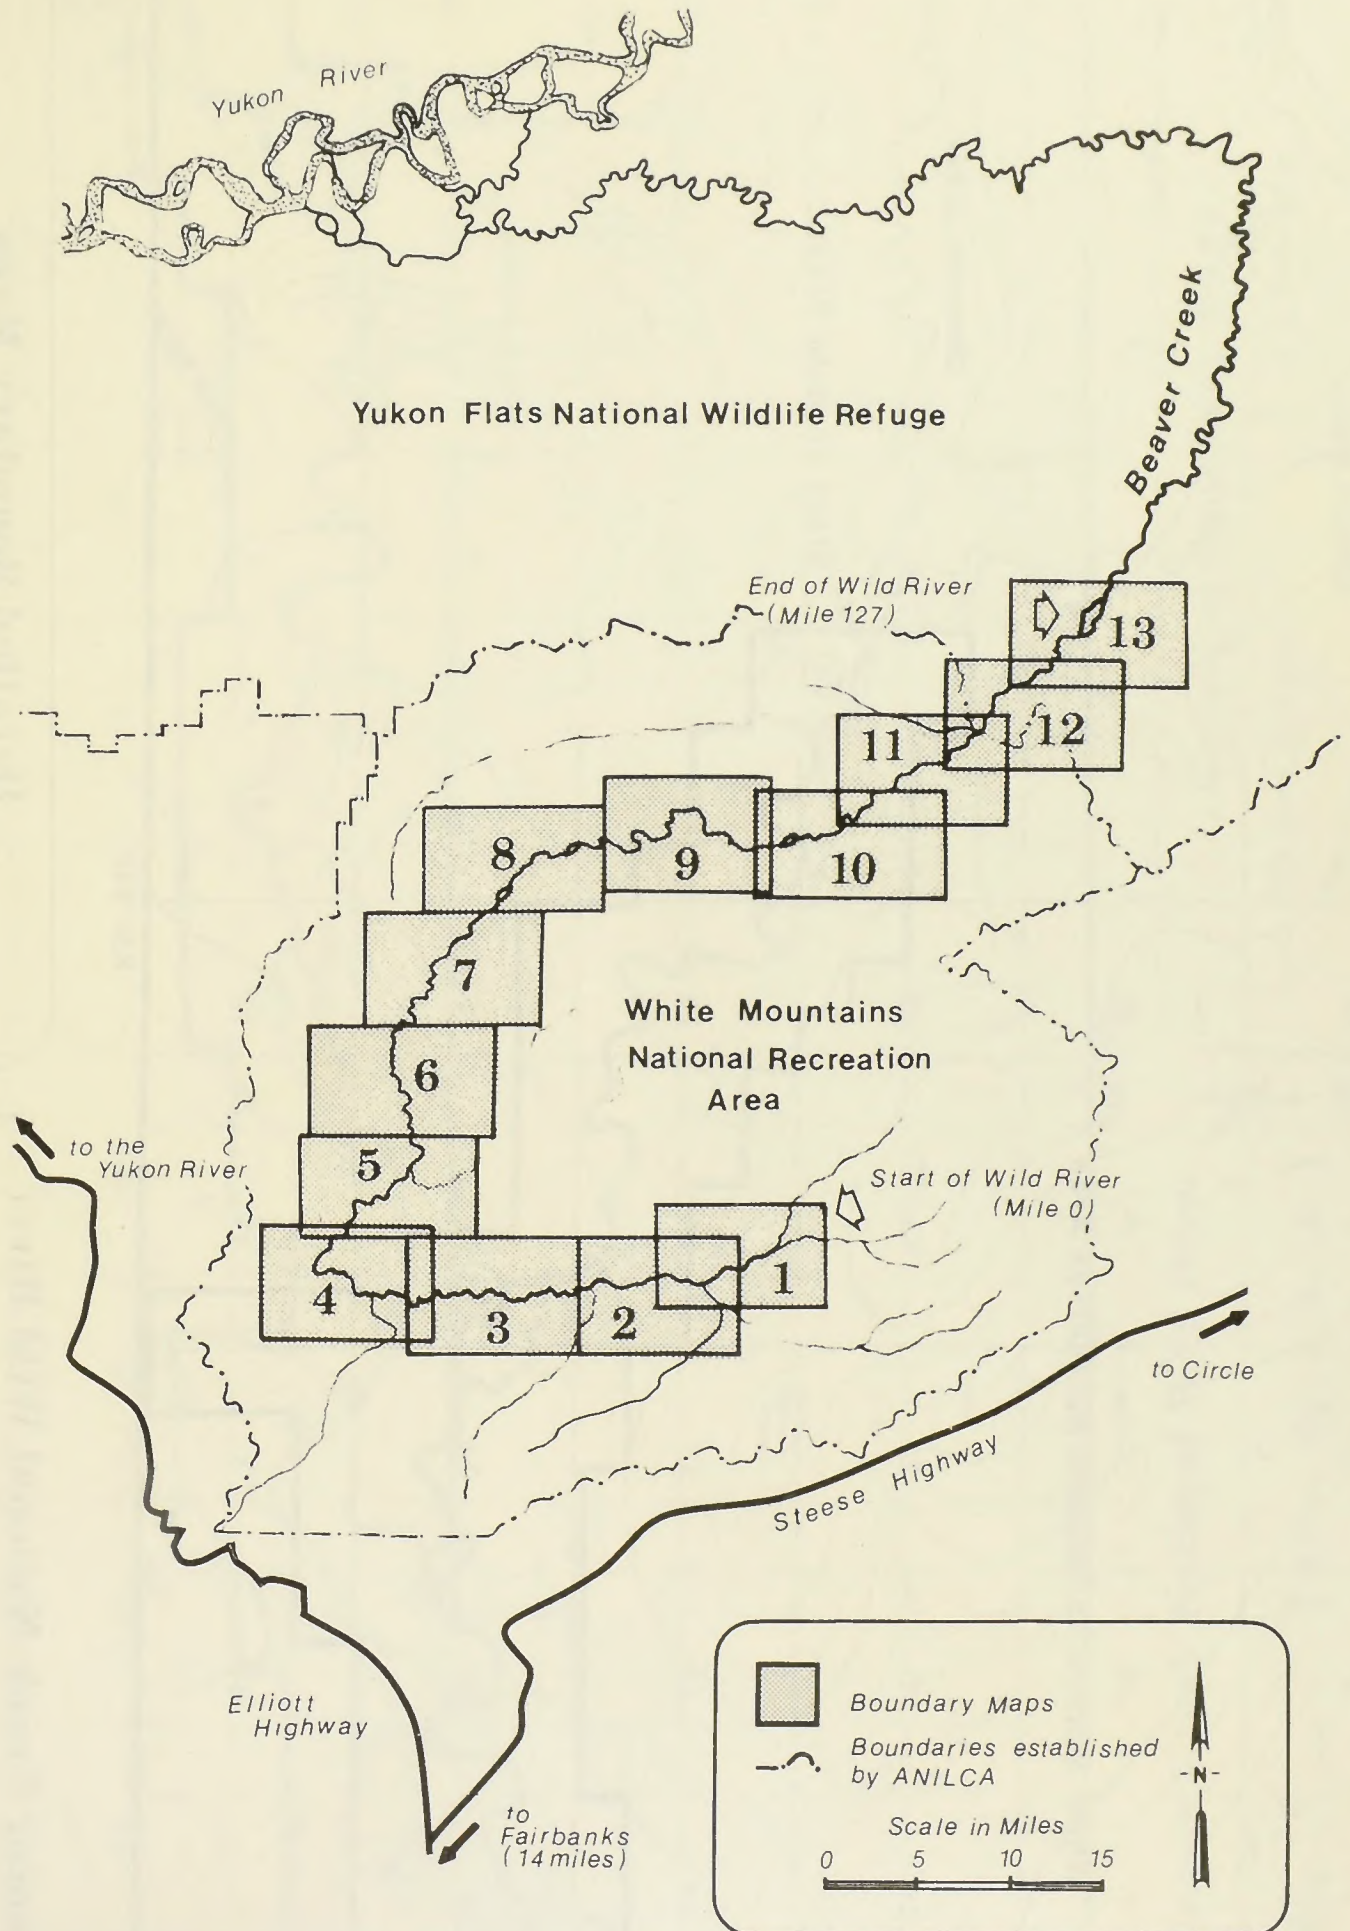 Yukon River
Beaver Creek
Yukon Flats National Wildlife Refuge
End of Wild River
(Mile 127)
13
12
11
10
9
8
7
White Mountains
National Recreation
Area
6
to the
Yukon River
5
Start of Wild River
(Mile 0)
4
3
2
1
to Circle
Steese Highway
Elliott
Highway
to
Fairbanks
(14 miles)
Boundary Maps
Boundaries established
by ANILCA
-N-
Scale in Miles
0 5 10 15